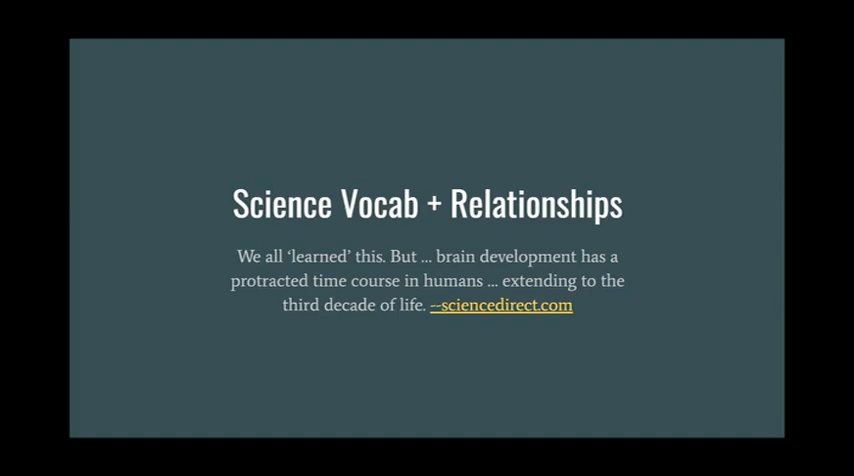 Science Vocab + Relationships
We all ‘learned’ this. But ... brain development has a
protracted time course in humans ... extending to the
third decade of life. --sciencedirect.com